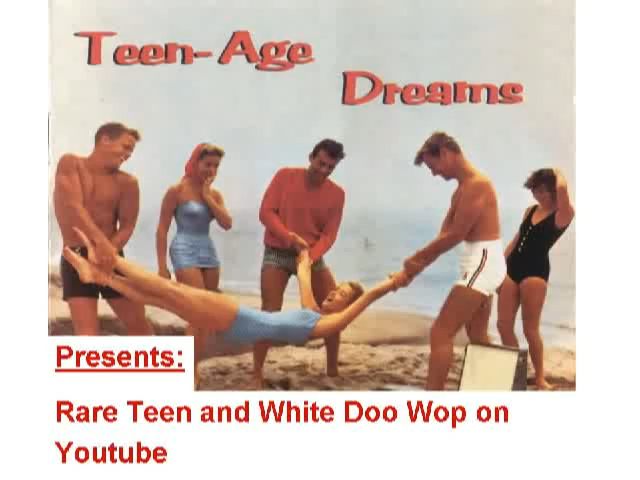 Teen-Age
Dreams
Presents:
Rare Teen and White Doo Wop on
Youtube